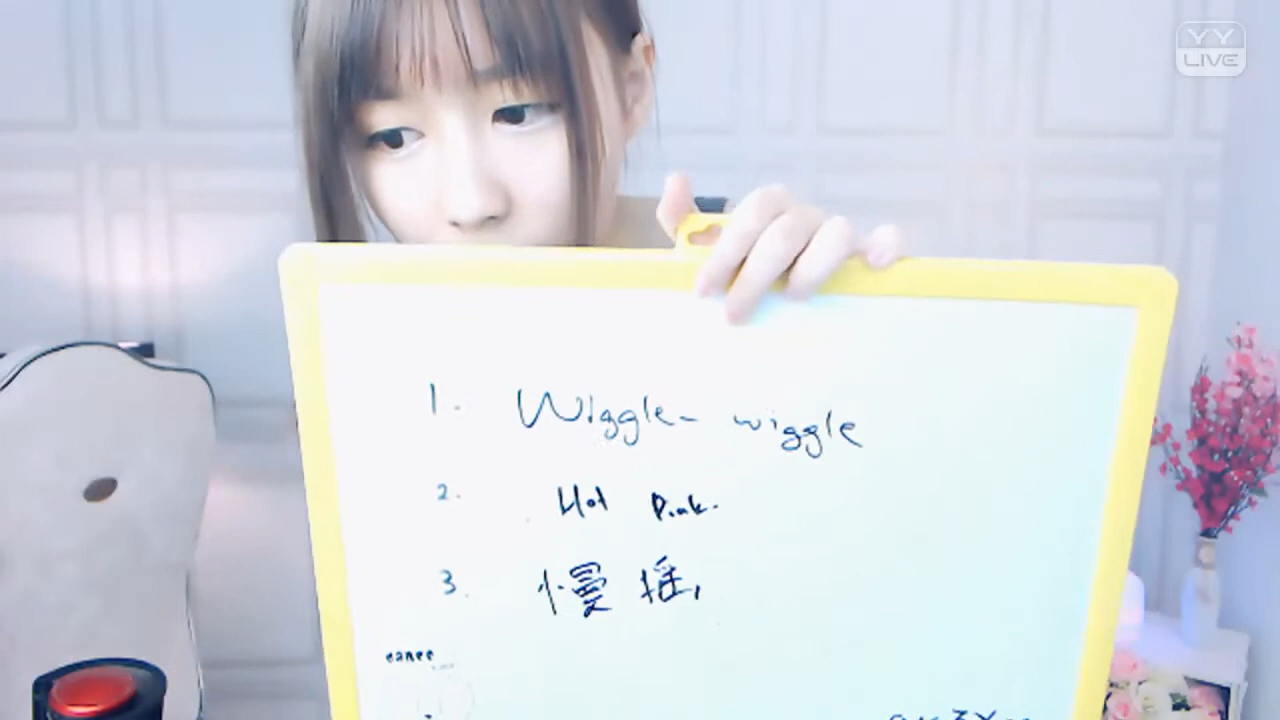 YY
LIVE
1. Wiggle- wiggle
2. Hot Pink.
3. 慢摇,